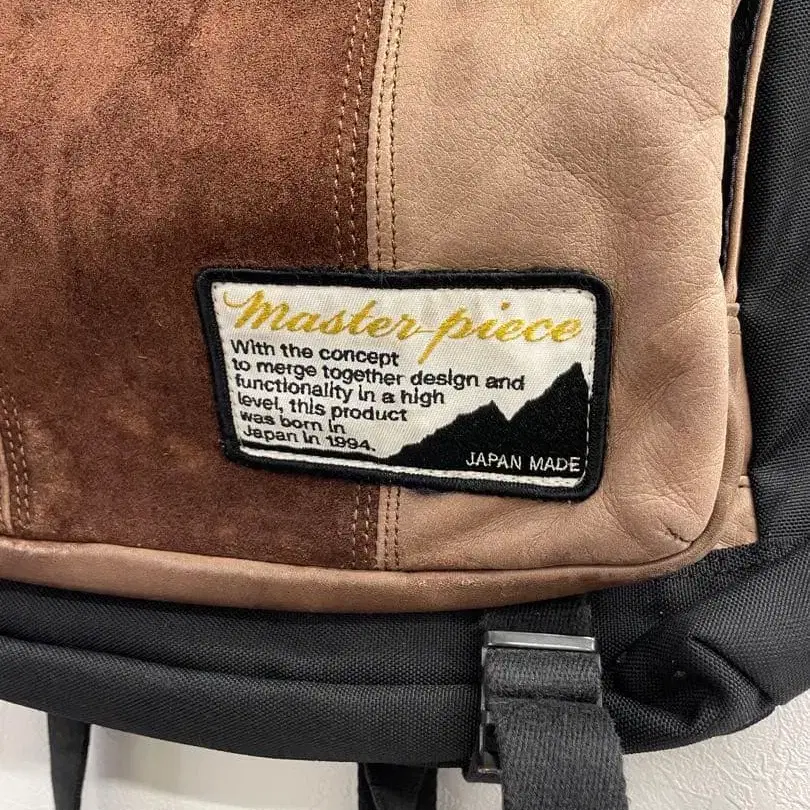 Master-piece
With the concept
to merge together design and
functionality in a high
level, this product
was born in
Japan in 1994.
JAPAN MADE